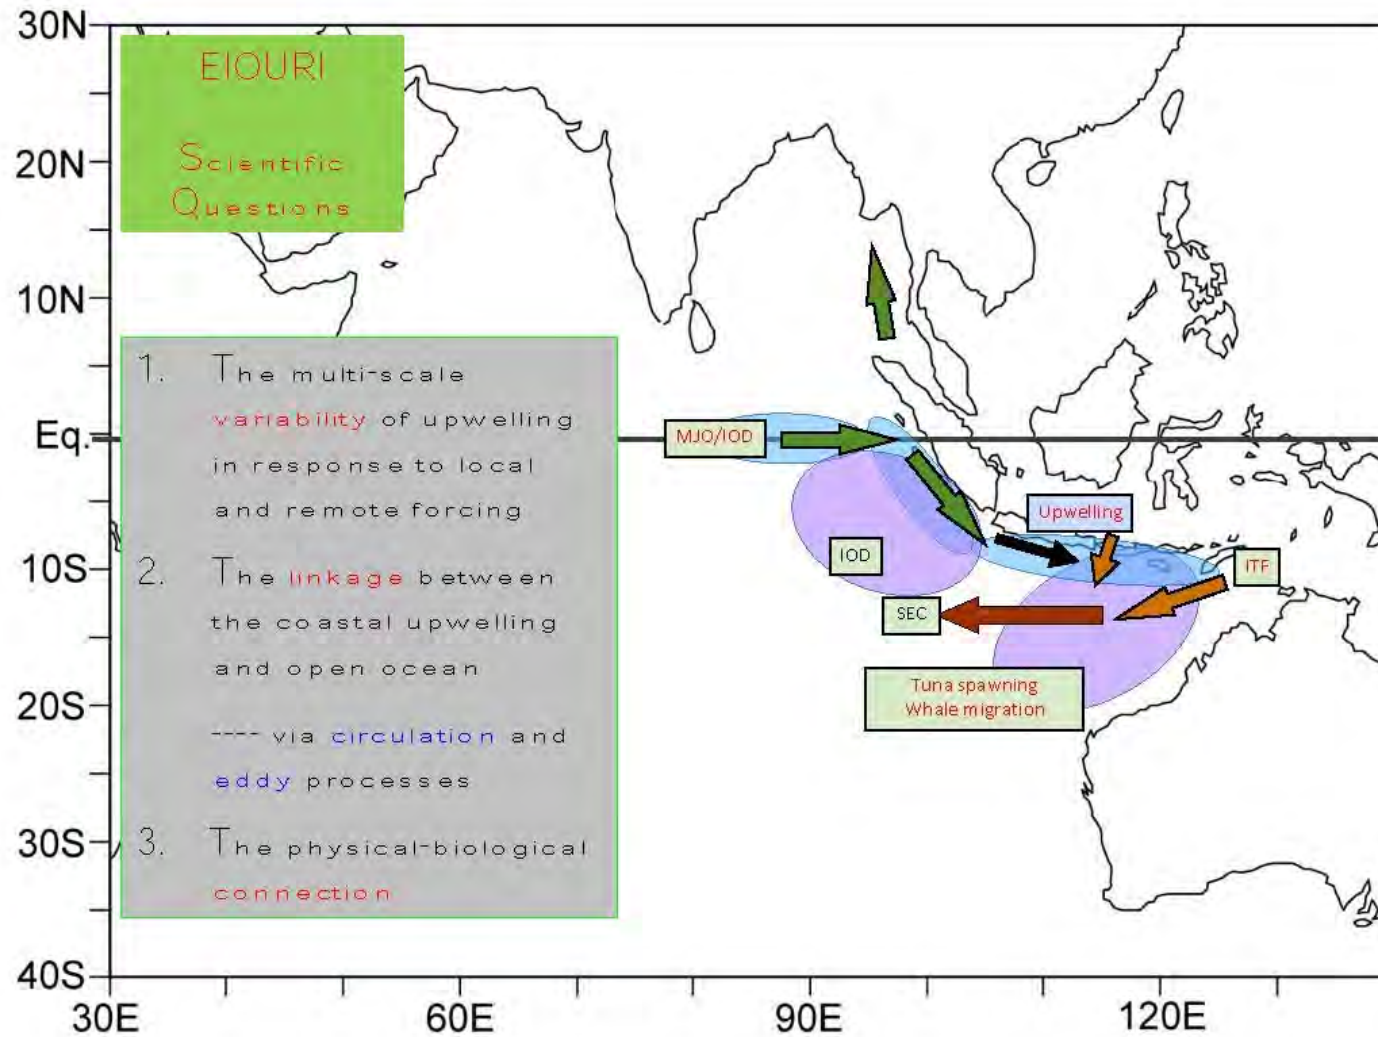 30N
20N
10N
Eq.
10S
20S
30S
40S
30E
60E
90E
120E
EIOURI
Scientific
Questions
1. The multi-scale
variability of upwelling
in response to local
and remote forcing
2. The linkage between
the coastal upwelling
and open ocean
---- via circulation and
eddy processes
3. The physical-biological
connection
MJO/IOD
Upwelling
IOD
ITF
SEC
Tuna spawning
Whale migration